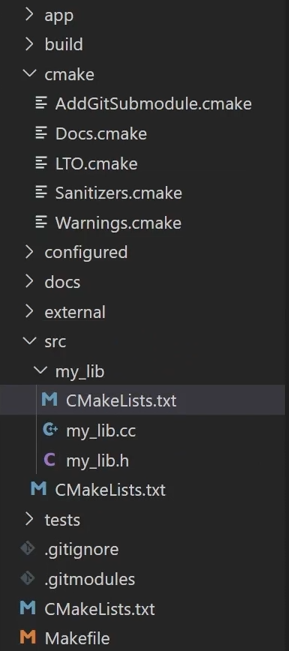 app
build
cmake
AddGitSubmodule.cmake
Docs.cmake
LTO.cmake
Sanitizers.cmake
Warnings.cmake
configured
docs
external
src
my_lib
CMakeLists.txt
my_lib.cc
my_lib.h
CMakeLists.txt
tests
.gitignore
.gitmodules
CMakeLists.txt
Makefile